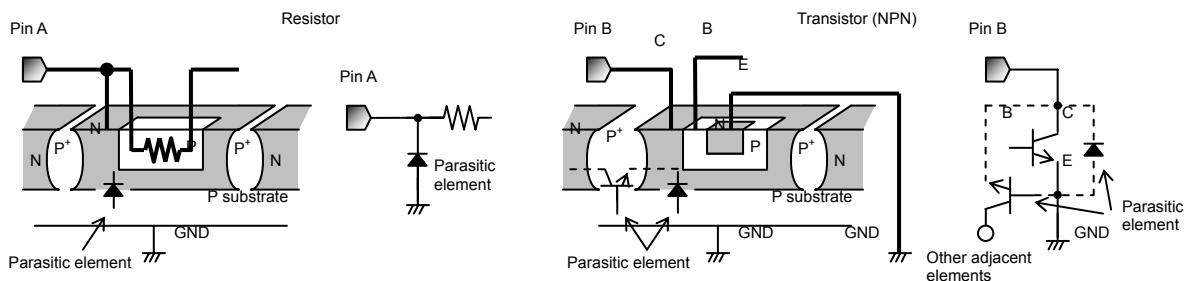 Resistor
Pin A
N
N
P+
P
P+
N
P substrate
GND
Parasitic element
Pin A
Parasitic
element
Transistor (NPN)
Pin B
C
B
E
N
P+
N
P
P+
N
P substrate
GND
GND
Parasitic element
Pin B
B
C
E
Parasitic
element
GND
Other adjacent
elements